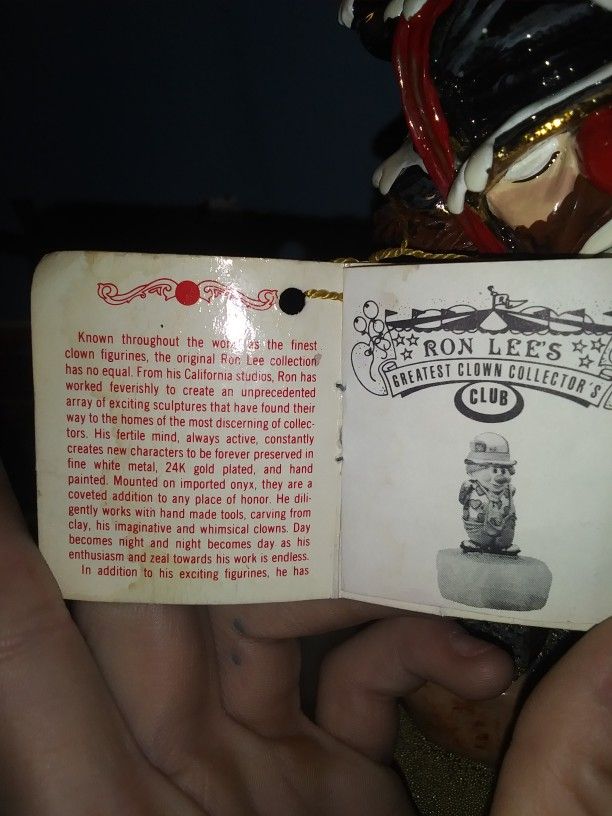 Known throughout the world as the finest
clown figurines, the original Ron Lee collection
has no equal. From his California studios, Ron has
worked feverishly to create an unprecedented
array of exciting sculptures that have found their
way to the homes of the most discerning of collec-
tors. His fertile mind, always active, constantly
creates new characters to be forever preserved in
fine white metal, 24K gold plated, and hand
painted. Mounted on imported onyx, they are a
coveted addition to any place of honor. He dili-
gently works with hand made tools, carving from
clay, his imaginative and whimsical clowns. Day
becomes night and night becomes day as his
enthusiasm and zeal towards his work is endless.
In addition to his exciting figurines, he has
RON LEE'S
GREATEST CLOWN COLLECTOR'S
CLUB